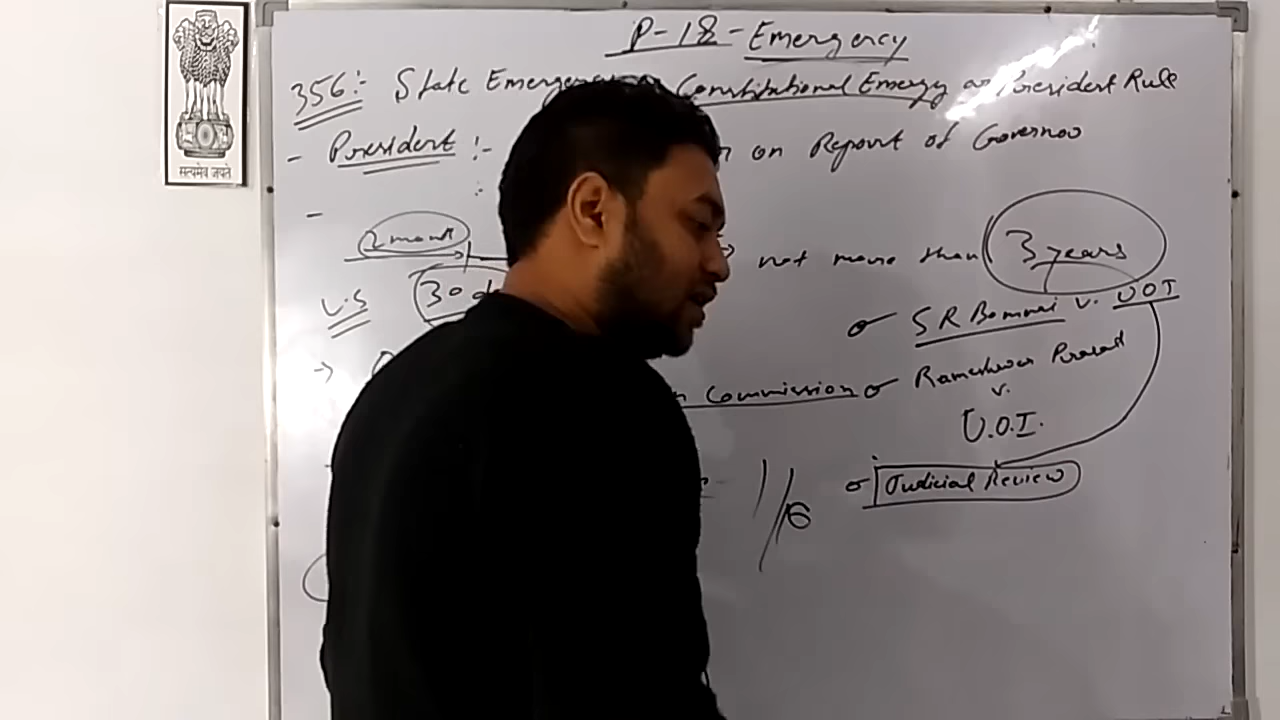 P-18-Emergency
356:- State Emergency or Constitutional Emergy or President Rule
- President :- on Report of Governor
-
2 month → not more than 3 years
L.S 30
σ S R Bommai v. UOI
→ Commission σ Rameshwar Prasad
v.
U.O.I.
σ Judicial Review
सत्यमेव जयते